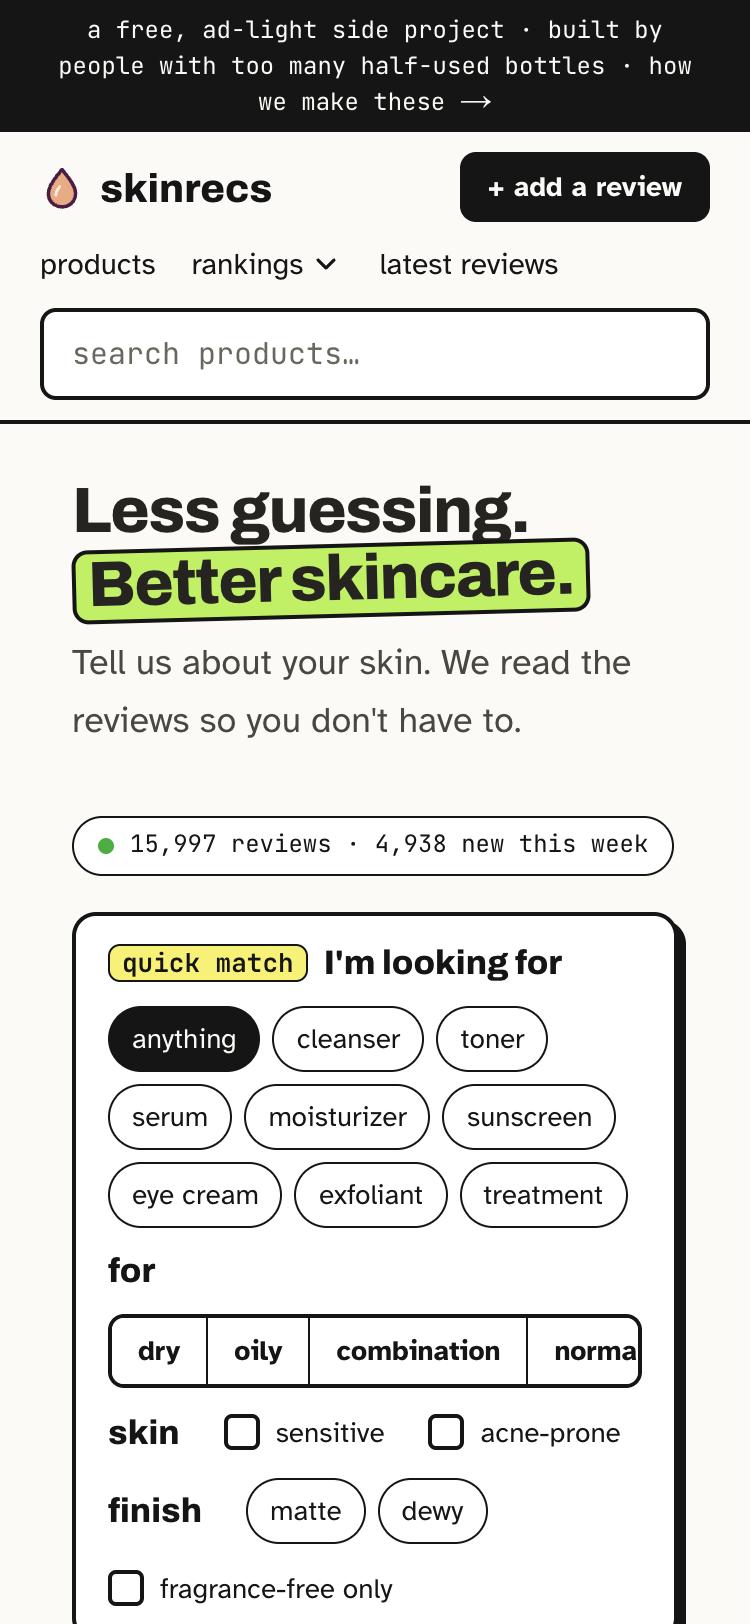 a free, ad-light side project · built by
people with too many half-used bottles · how
we make these →
skinrecs
+ add a review
products rankings latest reviews
search products…
Less guessing.
Better skincare.
Tell us about your skin. We read the
reviews so you don't have to.
15,997 reviews · 4,938 new this week
quick match I'm looking for
anything cleanser toner
serum moisturizer sunscreen
eye cream exfoliant treatment
for
dry oily combination norma
skin sensitive acne-prone
finish matte dewy
fragrance-free only